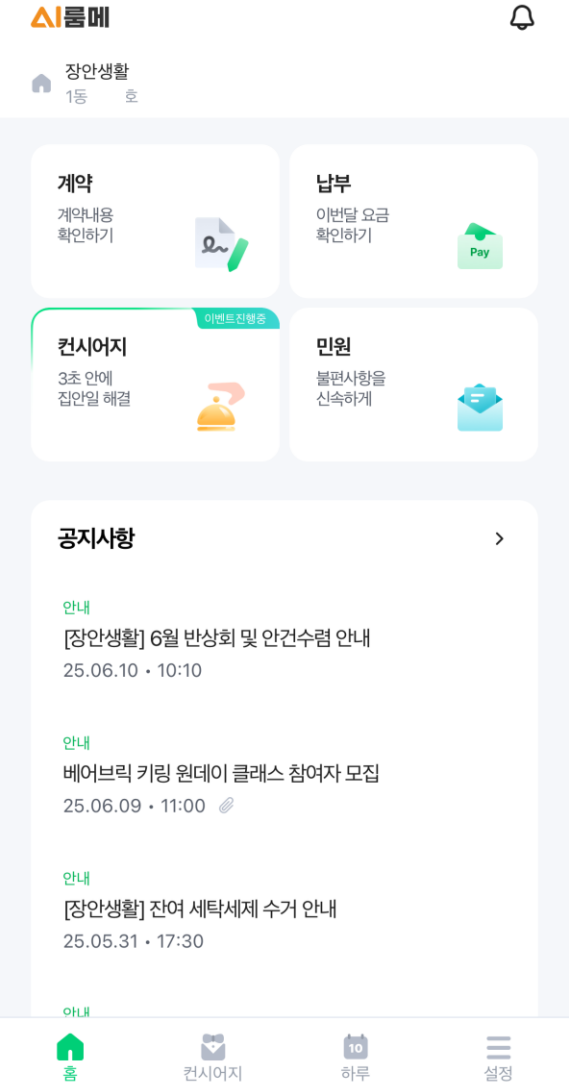 AI룸메
장안생활
1동 호
계약
계약내용
확인하기
납부
이번달 요금
확인하기
Pay
이벤트진행중
컨시어지
3초 안에
집안일 해결
민원
불편사항을
신속하게
공지사항
안내
[장안생활] 6월 반상회 및 안건수렴 안내
25.06.10 • 10:10
안내
베어브릭 키링 원데이 클래스 참여자 모집
25.06.09 • 11:00
안내
[장안생활] 잔여 세탁세제 수거 안내
25.05.31 • 17:30
안내
10
홈 컨시어지 하루 설정